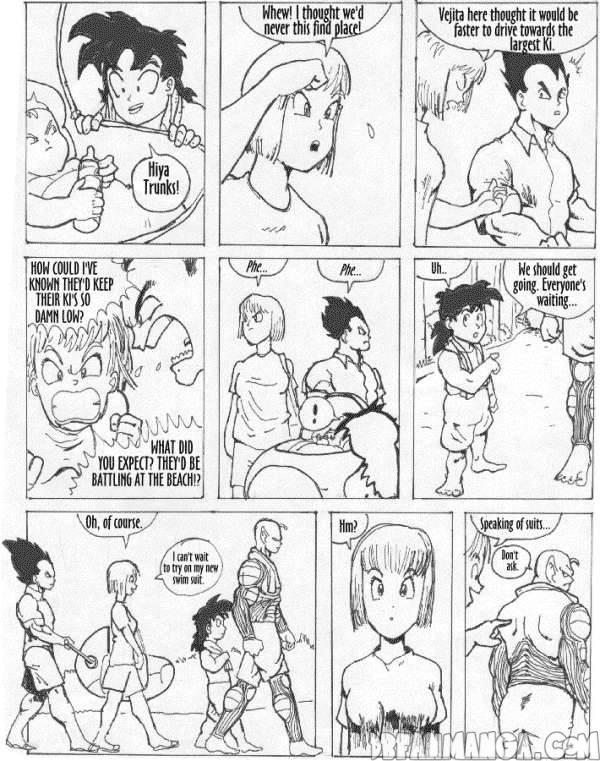 Hiya
Trunks!
Whew! I thought we'd
never this find place!
Vejita here thought it would be
faster to drive towards the
largest Ki.
HOW COULD I'VE
KNOWN THEY'D KEEP
THEIR KI'S SO
DAMN LOW?
WHAT DID
YOU EXPECT? THEY'D BE
BATTLING AT THE BEACH!?
Phe...
Phe...
Uh..
We should get
going. Everyone's
waiting...
Oh, of course.
I can't wait
to try on my new
swim suit.
Hm?
Speaking of suits...
Don't
ask.
DBFANMANGA.COM